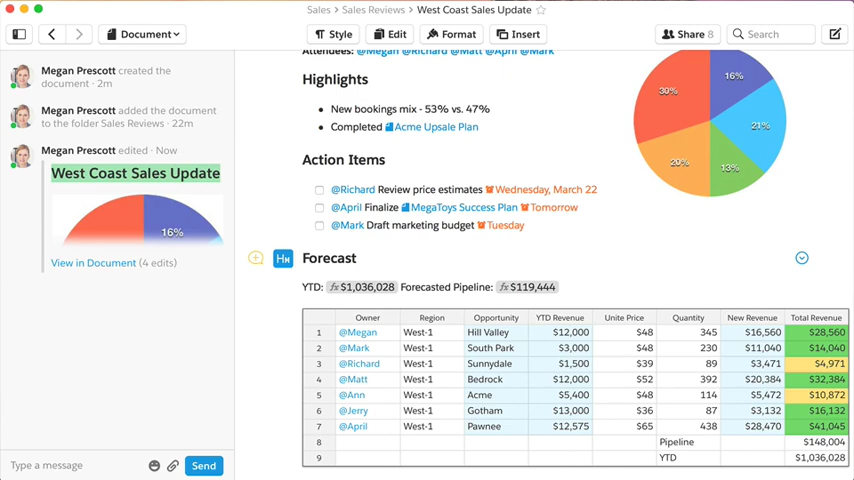 Sales › Sales Reviews › West Coast Sales Update
Document
Style
Edit
Format
Insert
Share 8
Search
Megan Prescott created the
document · 2m
Megan Prescott added the document
to the folder Sales Reviews · 22m
Megan Prescott edited · Now
West Coast Sales Update
16%
View in Document (4 edits)
Type a message
Send
Attendees: @Megan @Richard @Matt @April @Mark
Highlights
New bookings mix - 53% vs. 47%
Completed Acme Upsale Plan
30%
16%
21%
13%
20%
Action Items
@Richard Review price estimates Wednesday, March 22
@April Finalize MegaToys Success Plan Tomorrow
@Mark Draft marketing budget Tuesday
Forecast
YTD: fx $1,036,028 Forecasted Pipeline: fx $119,444
Owner Region Opportunity YTD Revenue Unite Price Quantity New Revenue Total Revenue
1 @Megan West-1 Hill Valley $12,000 $48 345 $16,560 $28,560
2 @Mark West-1 South Park $3,000 $48 230 $11,040 $14,040
3 @Richard West-1 Sunnydale $1,500 $39 89 $3,471 $4,971
4 @Matt West-1 Bedrock $12,000 $52 392 $20,384 $32,384
5 @Ann West-1 Acme $5,400 $48 114 $5,472 $10,872
6 @Jerry West-1 Gotham $13,000 $36 87 $3,132 $16,132
7 @April West-1 Pawnee $12,575 $65 438 $28,470 $41,045
8 Pipeline $148,004
9 YTD $1,036,028